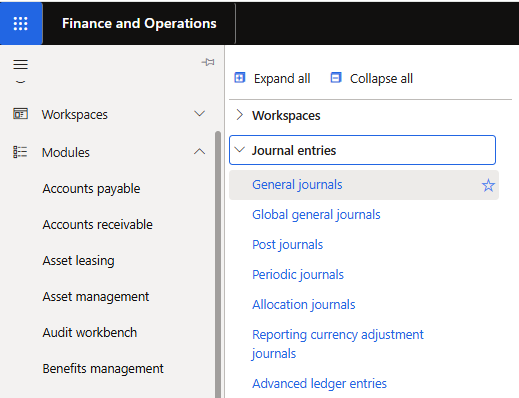 Finance and Operations
Workspaces
Modules
Accounts payable
Accounts receivable
Asset leasing
Asset management
Audit workbench
Benefits management
Expand all
Collapse all
Workspaces
Journal entries
General journals
Global general journals
Post journals
Periodic journals
Allocation journals
Reporting currency adjustment
journals
Advanced ledger entries